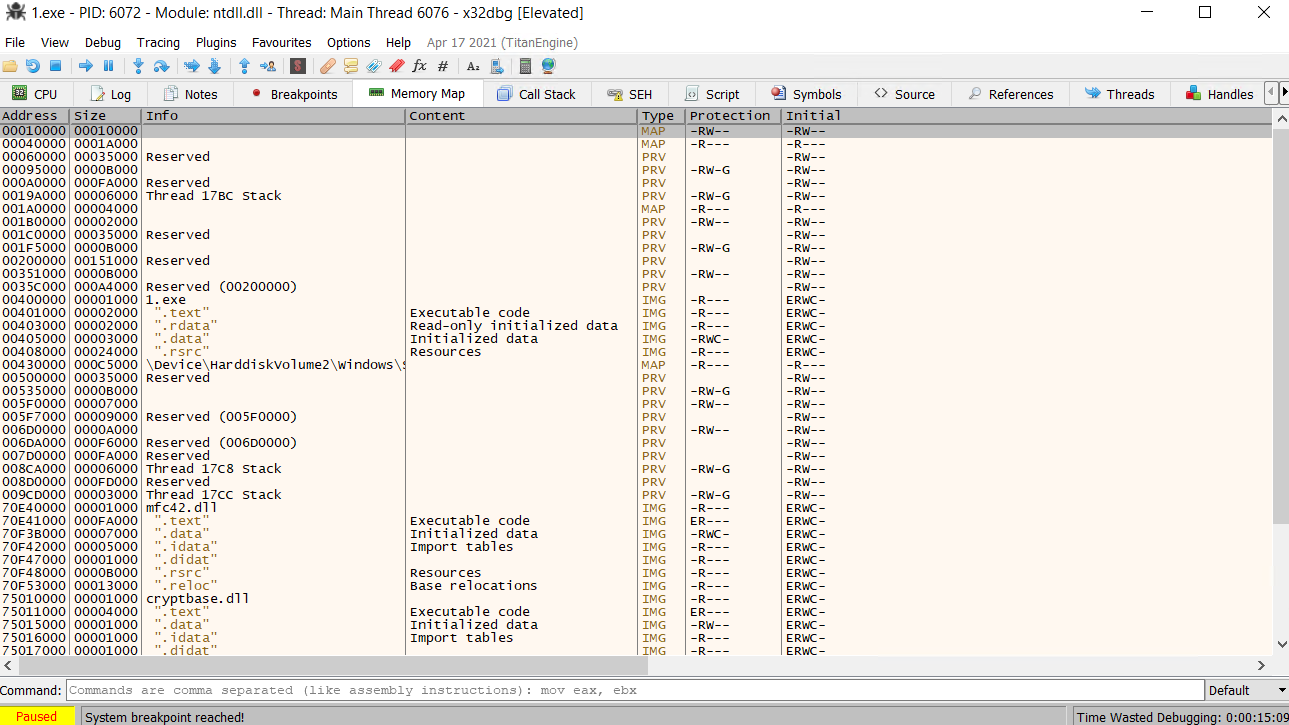 1.exe - PID: 6072 - Module: ntdll.dll - Thread: Main Thread 6076 - x32dbg [Elevated]
File View Debug Tracing Plugins Favourites Options Help Apr 17 2021 (TitanEngine)
CPU Log Notes Breakpoints Memory Map Call Stack SEH Script Symbols Source References Threads Handles
Address Size Info Content Type Protection Initial
00010000 00010000 MAP -RW-- -RW--
00040000 0001A000 MAP -R--- -R---
00060000 00035000 Reserved PRV -RW--
00095000 0000B000 PRV -RW-G -RW--
000A0000 000FA000 Reserved PRV -RW--
0019A000 00006000 Thread 17BC Stack PRV -RW-G -RW--
001A0000 00004000 MAP -R--- -R---
001B0000 00002000 PRV -RW-- -RW--
001C0000 00035000 Reserved PRV -RW--
001F5000 0000B000 PRV -RW-G -RW--
00200000 00151000 Reserved PRV -RW--
00351000 0000B000 PRV -RW-- -RW--
0035C000 000A4000 Reserved (00200000) PRV -RW--
00400000 00001000 1.exe IMG -R--- ERWC-
00401000 00002000 ".text" Executable code IMG -R--- ERWC-
00403000 00002000 ".rdata" Read-only initialized data IMG -R--- ERWC-
00405000 00003000 ".data" Initialized data IMG -RWC- ERWC-
00408000 00024000 ".rsrc" Resources IMG -R--- ERWC-
00430000 000C5000 \Device\HarddiskVolume2\Windows\S MAP -R--- -R---
00500000 00035000 Reserved PRV -RW--
00535000 0000B000 PRV -RW-G -RW--
005F0000 00007000 PRV -RW-- -RW--
005F7000 00009000 Reserved (005F0000) PRV -RW--
006D0000 0000A000 PRV -RW-- -RW--
006DA000 000F6000 Reserved (006D0000) PRV -RW--
007D0000 000FA000 Reserved PRV -RW--
008CA000 00006000 Thread 17C8 Stack PRV -RW-G -RW--
008D0000 000FD000 Reserved PRV -RW--
009CD000 00003000 Thread 17CC Stack PRV -RW-G -RW--
70E40000 00001000 mfc42.dll IMG -R--- ERWC-
70E41000 000FA000 ".text" Executable code IMG ER--- ERWC-
70F3B000 00007000 ".data" Initialized data IMG -RWC- ERWC-
70F42000 00005000 ".idata" Import tables IMG -R--- ERWC-
70F47000 00001000 ".didat" IMG -R--- ERWC-
70F48000 0000B000 ".rsrc" Resources IMG -R--- ERWC-
70F53000 00013000 ".reloc" Base relocations IMG -R--- ERWC-
75010000 00001000 cryptbase.dll IMG -R--- ERWC-
75011000 00004000 ".text" Executable code IMG ER--- ERWC-
75015000 00001000 ".data" Initialized data IMG -RW-- ERWC-
75016000 00001000 ".idata" Import tables IMG -R--- ERWC-
75017000 00001000 ".didat" IMG -R--- ERWC-
Command: Commands are comma separated (like assembly instructions): mov eax, ebx Default
Paused System breakpoint reached! Time Wasted Debugging: 0:00:15:09